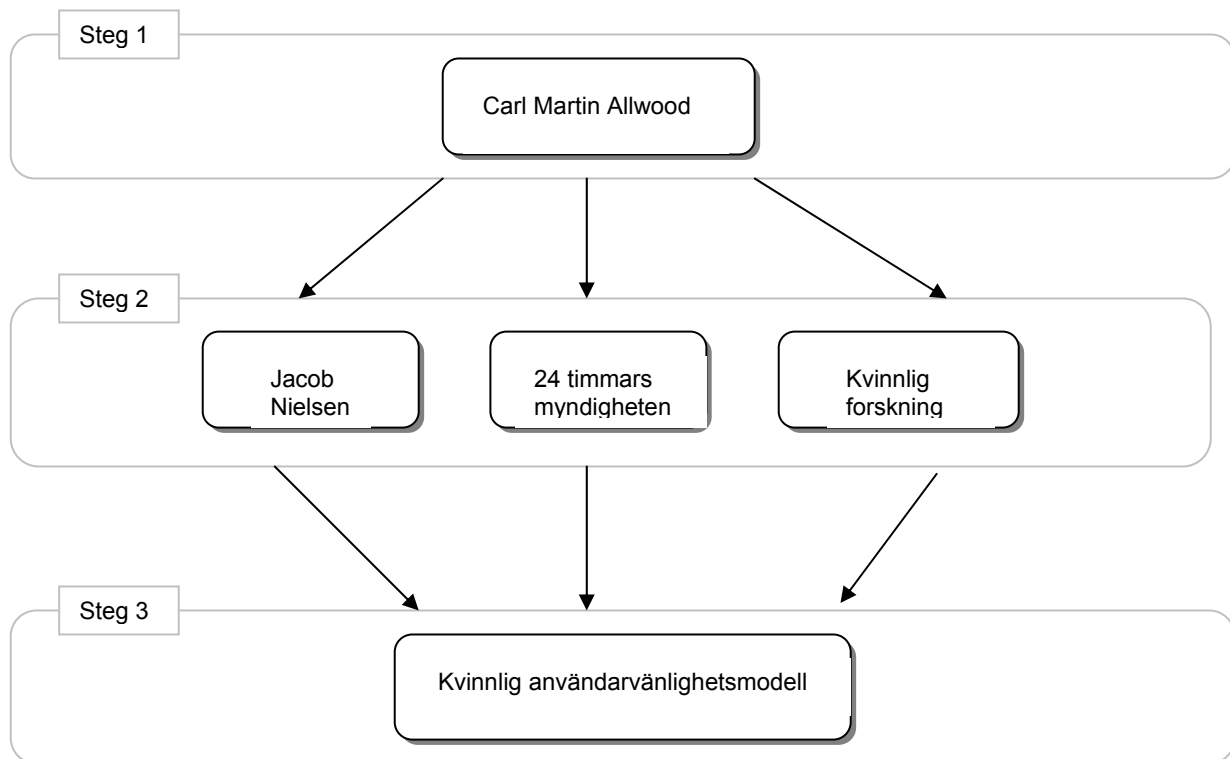 Steg 1
Carl Martin Allwood
Steg 2
Jacob
Nielsen
24 timmars
myndigheten
Kvinnlig
forskning
Steg 3
Kvinnlig användarvänlighetsmodell